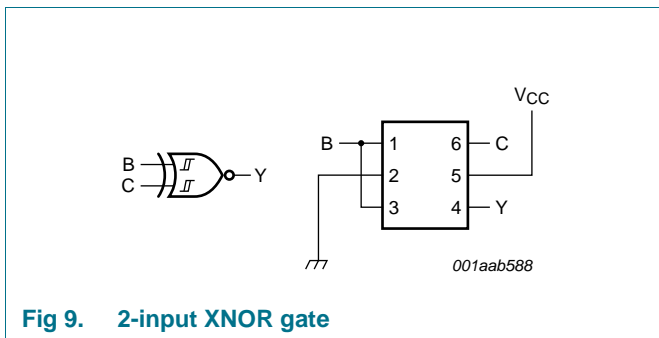 VCC
B
C
Y
B
1
2
3
6
5
4
C
Y
001aab588
Fig 9. 2-input XNOR gate